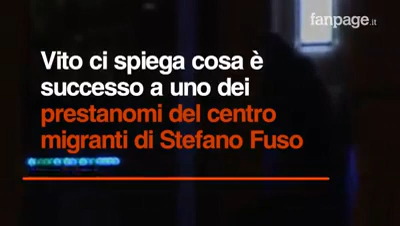 fanpage.it
Vito ci spiega cosa è
successo a uno dei
prestanomi del centro
migranti di Stefano Fuso